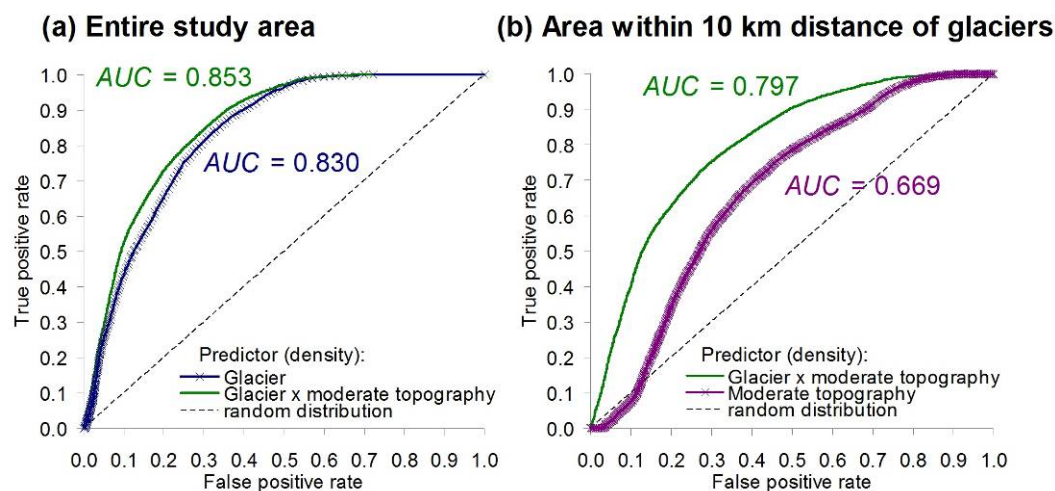 (a) Entire study area
AUC = 0.853
AUC = 0.830
1.0
0.9
0.8
0.7
0.6
0.5
0.4
0.3
0.2
0.1
0.0
True positive rate
Predictor (density):
Glacier
Glacier x moderate topography
random distribution
0.0 0.1 0.2 0.3 0.4 0.5 0.6 0.7 0.8 0.9 1.0
False positive rate
(b) Area within 10 km distance of glaciers
AUC = 0.797
AUC = 0.669
1.0
0.9
0.8
0.7
0.6
0.5
0.4
0.3
0.2
0.1
0.0
True positive rate
Predictor (density):
Glacier x moderate topography
Moderate topography
random distribution
0.0 0.1 0.2 0.3 0.4 0.5 0.6 0.7 0.8 0.9 1.0
False positive rate